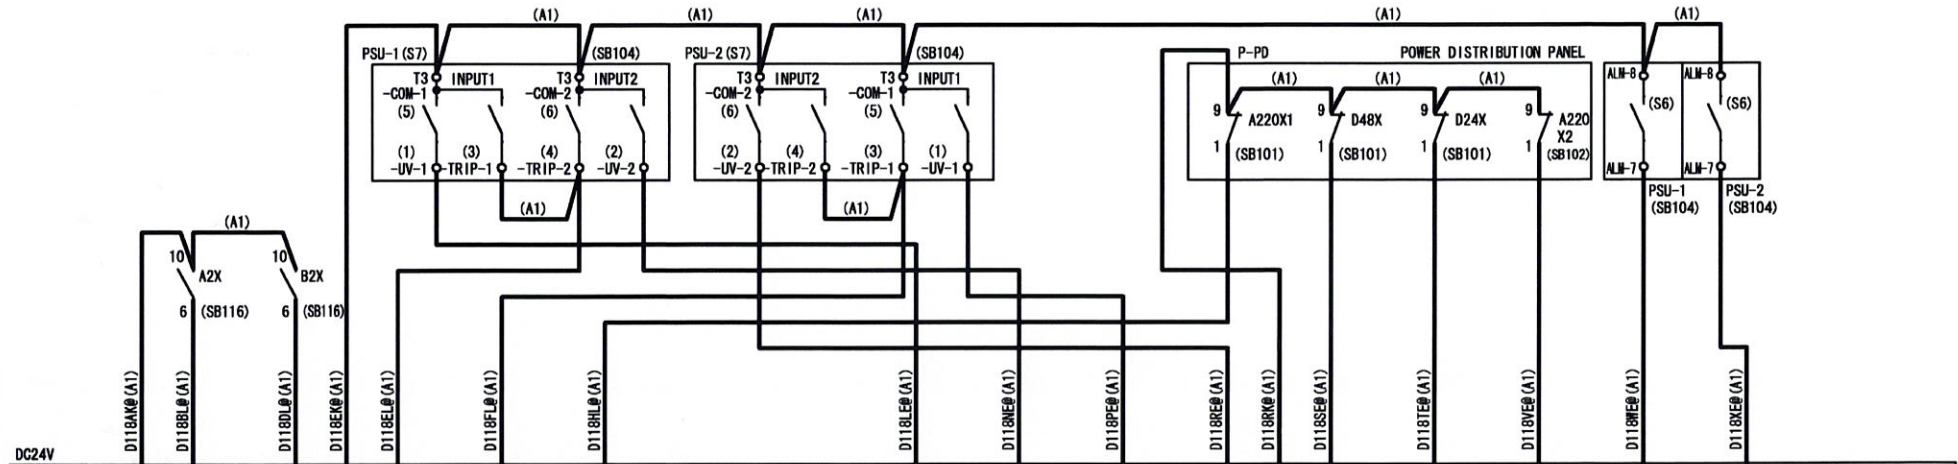 (A1) (A1) (A1) (A1) (A1)
PSU-1(S7) (SB104) PSU-2(S7) (SB104) P-PD POWER DISTRIBUTION PANEL
T3 INPUT1 T3 INPUT2 T3 INPUT2 T3 INPUT1 (A1) (A1) (A1) ALM-8 ALM-8
-COM-1 -COM-2 -COM-2 -COM-1
(5) (6) (6) (5) 9 A220X1 9 D48X 9 D24X 9 A220 X2 (S6) (S6)
(1) (3) (4) (2) (2) (4) (3) (1) 1 (SB101) 1 (SB101) 1 (SB101) 1 (SB102)
-UV-1 -TRIP-1 -TRIP-2 -UV-2 -UV-2 -TRIP-2 -TRIP-1 -UV-1 ALM-7 ALM-7
PSU-1 PSU-2
(SB104) (SB104)
(A1) (A1)
(A1)
10 A2X 10 B2X
6 (SB116) 6 (SB116)
D118AK@(A1)
D118BL@(A1)
D118DL@(A1)
D118EK@(A1)
D118EL@(A1)
D118FL@(A1)
D118HL@(A1)
D118LE@(A1)
D118NE@(A1)
D118PE@(A1)
D118RE@(A1)
D118RK@(A1)
D118SE@(A1)
D118TE@(A1)
D118VE@(A1)
D118WE@(A1)
D118XE@(A1)
DC24V